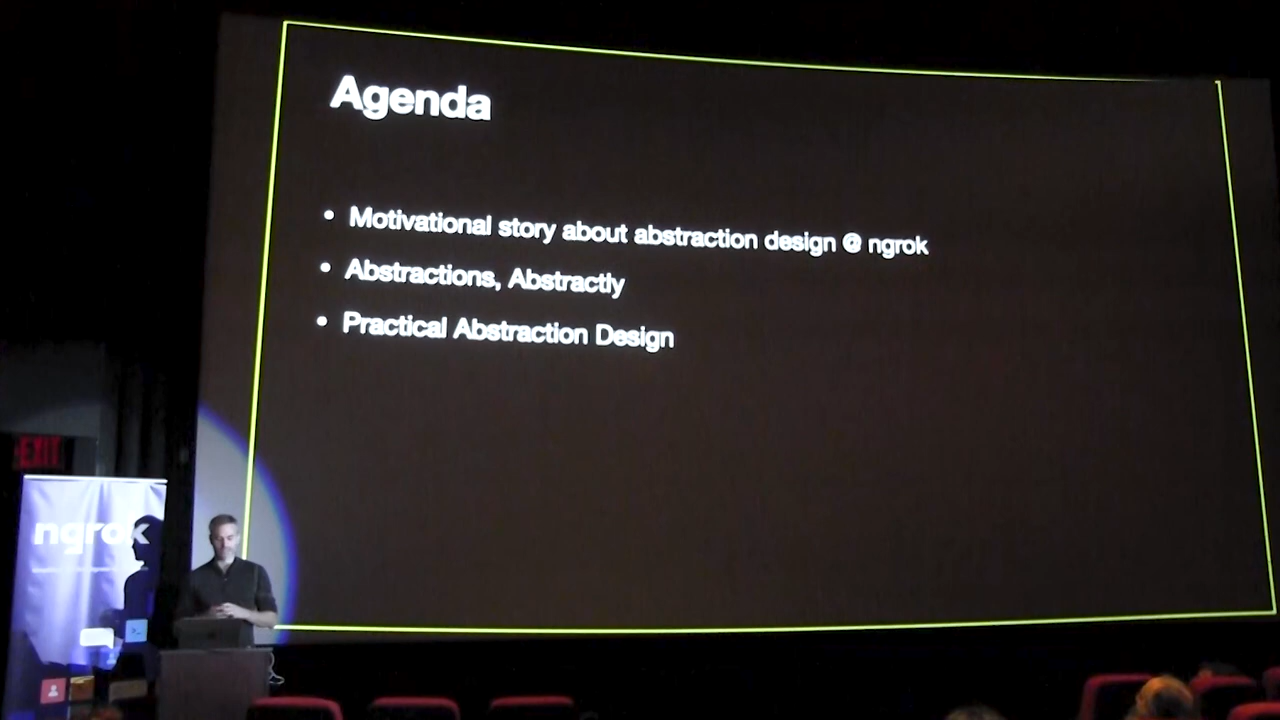 Agenda
• Motivational story about abstraction design @ ngrok
• Abstractions, Abstractly
• Practical Abstraction Design
EXIT
ngrok